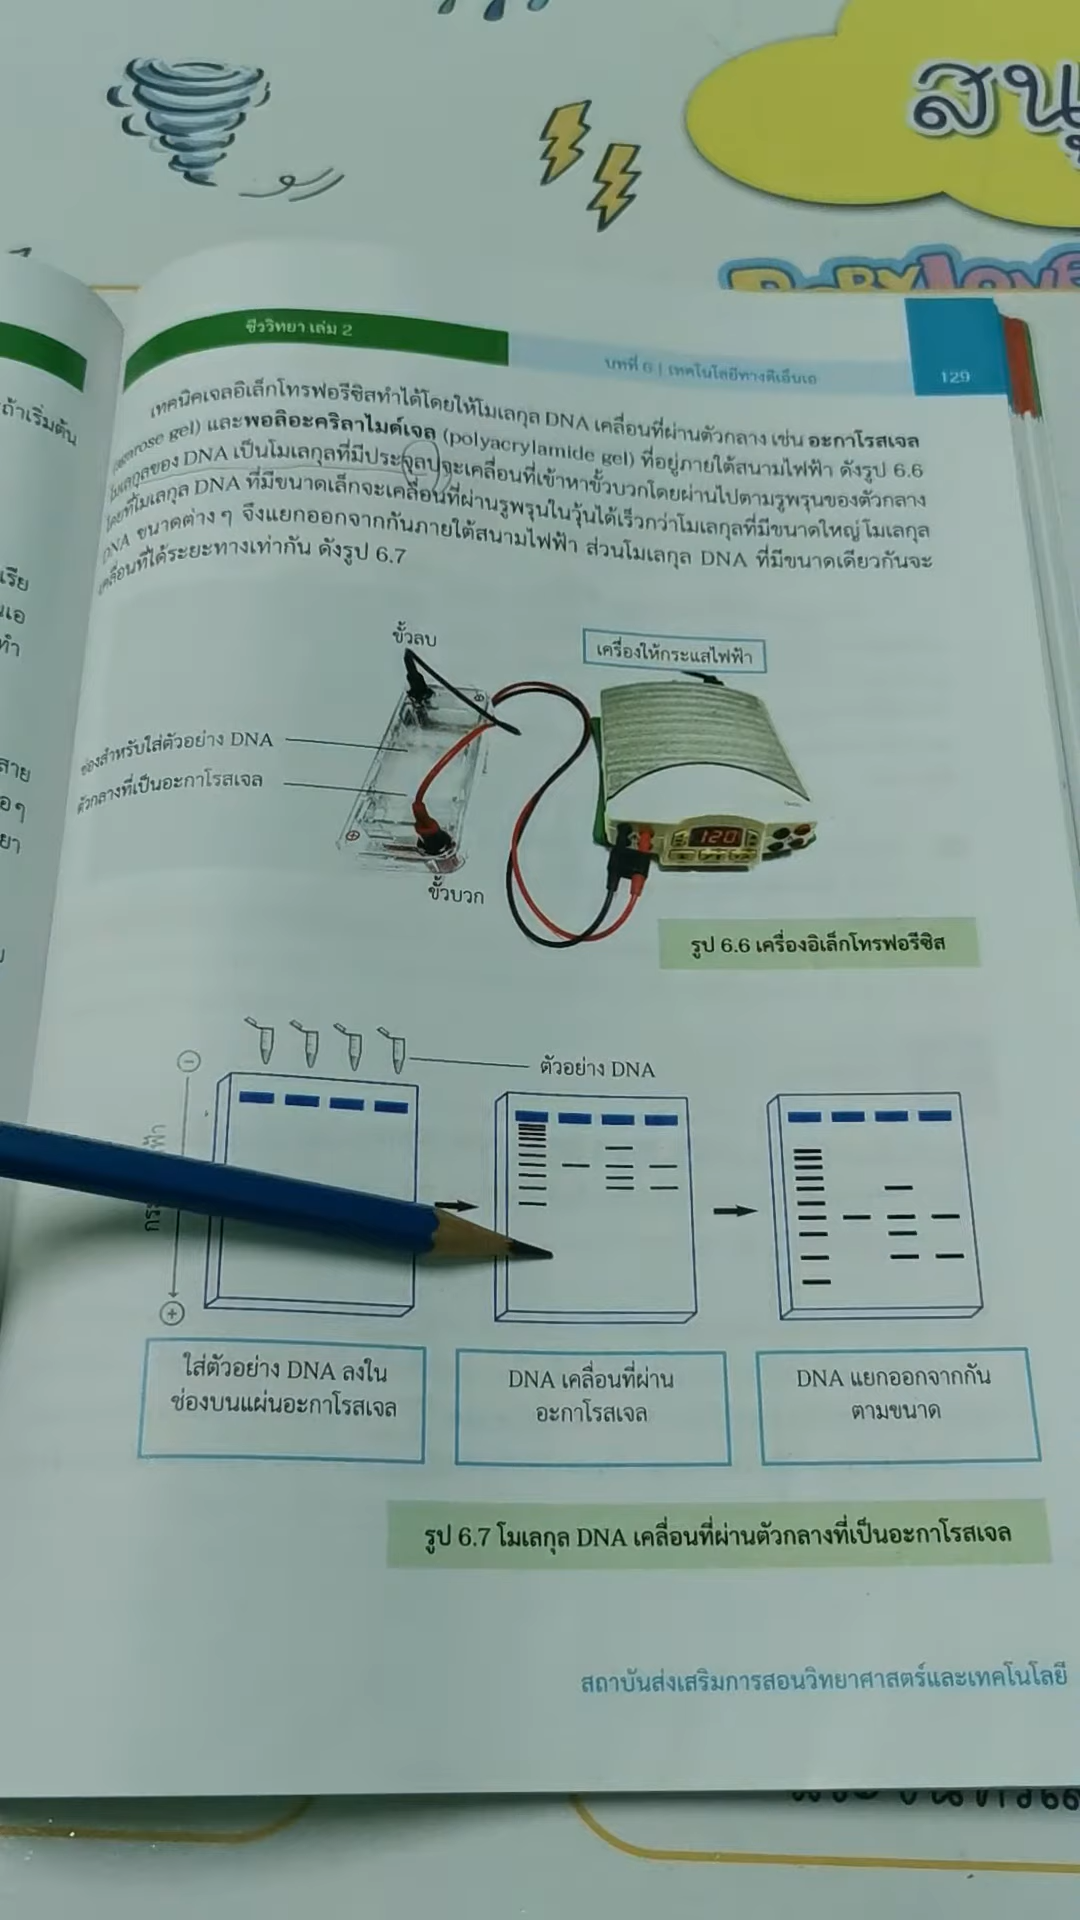 สนุ
ชีววิทยา เล่ม 2
บทที่ 6 | เทคโนโลยีทางดีเอ็นเอ
129
ถ้าเริ่มต้น
เทคนิคเจลอิเล็กโทรฟอรีซิสทำได้โดยให้โมเลกุล DNA เคลื่อนที่ผ่านตัวกลาง เช่น อะกาโรสเจล
(agarose gel) และพอลิอะคริลาไมด์เจล (polyacrylamide gel) ที่อยู่ภายใต้สนามไฟฟ้า ดังรูป 6.6
โมเลกุลของ DNA เป็นโมเลกุลที่มีประจุลบจะเคลื่อนที่เข้าหาขั้วบวกโดยผ่านไปตามรูพรุนของตัวกลาง
โดยที่โมเลกุล DNA ที่มีขนาดเล็กจะเคลื่อนที่ผ่านรูพรุนในวุ้นได้เร็วกว่าโมเลกุลที่มีขนาดใหญ่ โมเลกุล
DNA ขนาดต่าง ๆ จึงแยกออกจากกันภายใต้สนามไฟฟ้า ส่วนโมเลกุล DNA ที่มีขนาดเดียวกันจะ
เคลื่อนที่ได้ระยะทางเท่ากัน ดังรูป 6.7
ขั้วลบ
เครื่องให้กระแสไฟฟ้า
ช่องสำหรับใส่ตัวอย่าง DNA
ตัวกลางที่เป็นอะกาโรสเจล
120
ขั้วบวก
รูป 6.6 เครื่องอิเล็กโทรฟอรีซิส
ตัวอย่าง DNA
ใส่ตัวอย่าง DNA ลงใน
ช่องบนแผ่นอะกาโรสเจล
DNA เคลื่อนที่ผ่าน
อะกาโรสเจล
DNA แยกออกจากกัน
ตามขนาด
รูป 6.7 โมเลกุล DNA เคลื่อนที่ผ่านตัวกลางที่เป็นอะกาโรสเจล
สถาบันส่งเสริมการสอนวิทยาศาสตร์และเทคโนโลยี